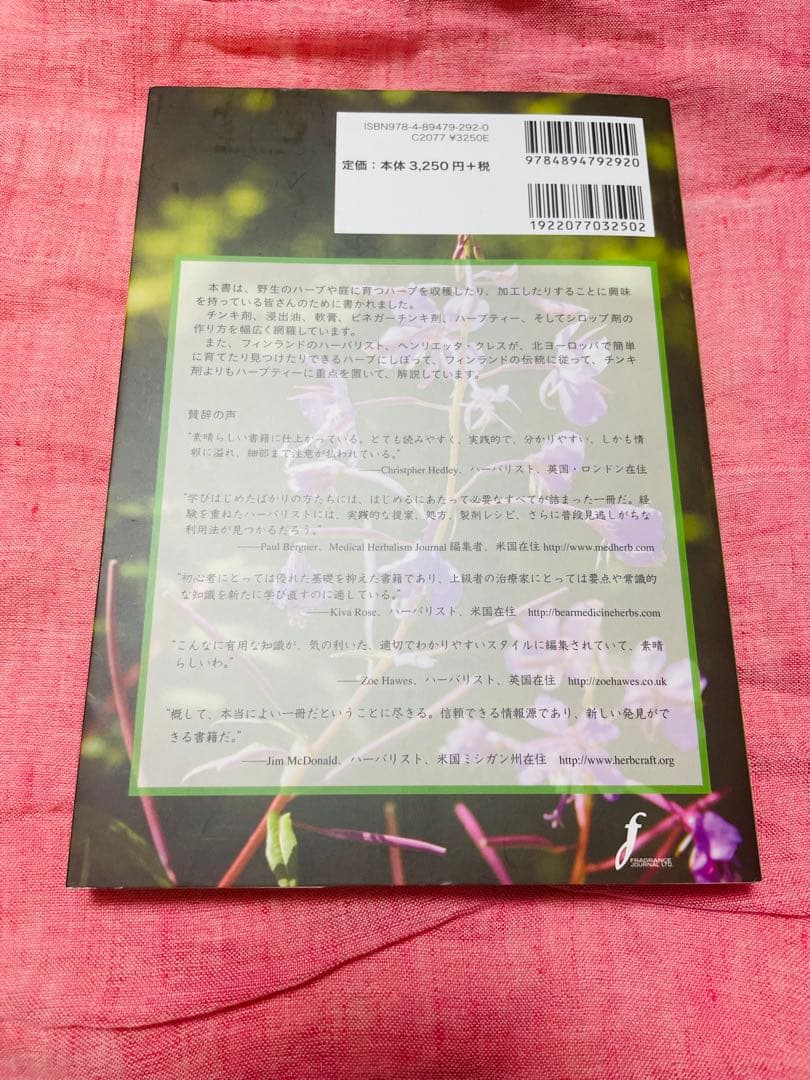 ISBN978-4-89479-292-0
C2077 ¥3250E
定価：本体 3,250 円＋税
9784894792920
1922077032502
本書は、野生のハーブや庭に育つハーブを収穫したり、加工したりすることに興味
を持っている皆さんのために書かれました。
チンキ剤、浸出油、軟膏、ビネガーチンキ剤、ハーブティー、そしてシロップ剤の
作り方を幅広く網羅しています。
また、フィンランドのハーバリスト、ヘンリエッタ・クレスが、北ヨーロッパで簡単
に育てたり見つけたりできるハーブにしぼって、フィンランドの伝統に従って、チンキ
剤よりもハーブティーに重点を置いて、解説しています。
賛辞の声
“素晴らしい書籍に仕上がっている。とても読みやすく、実践的で、分かりやすい、しかも情
報に溢れ、細部まで注意が払われている。”
——Christpher Hedley、ハーバリスト、英国・ロンドン在住
“学びはじめたばかりの方たちには、はじめるにあたって必要なすべてが詰まった一冊だ。経
験を重ねたハーバリストには、実践的な提案、処方、製剤レシピ、さらに普段見逃しがちな
利用法が見つかるだろう。”
——Paul Bergner、Medical Herbalism Journal 編集者、米国在住 http://www.medherb.com
“初心者にとっては優れた基礎を抑えた書籍であり、上級者の治療家にとっては要点や常識的
な知識を新たに学び直すのに適している。”
——Kiva Rose、ハーバリスト、米国在住 http://bearmedicineherbs.com
“こんなに有用な知識が、気の利いた、適切でわかりやすいスタイルに編集されていて、素晴
らしいわ。”
——Zoe Hawes、ハーバリスト、英国在住 http://zoehawes.co.uk
“概して、本当によい一冊だということに尽きる。信頼できる情報源であり、新しい発見がで
きる書籍だ。”
——Jim McDonald、ハーバリスト、米国ミシガン州在住 http://www.herbcraft.org
f
FRAGRANCE
JOURNAL LTD.